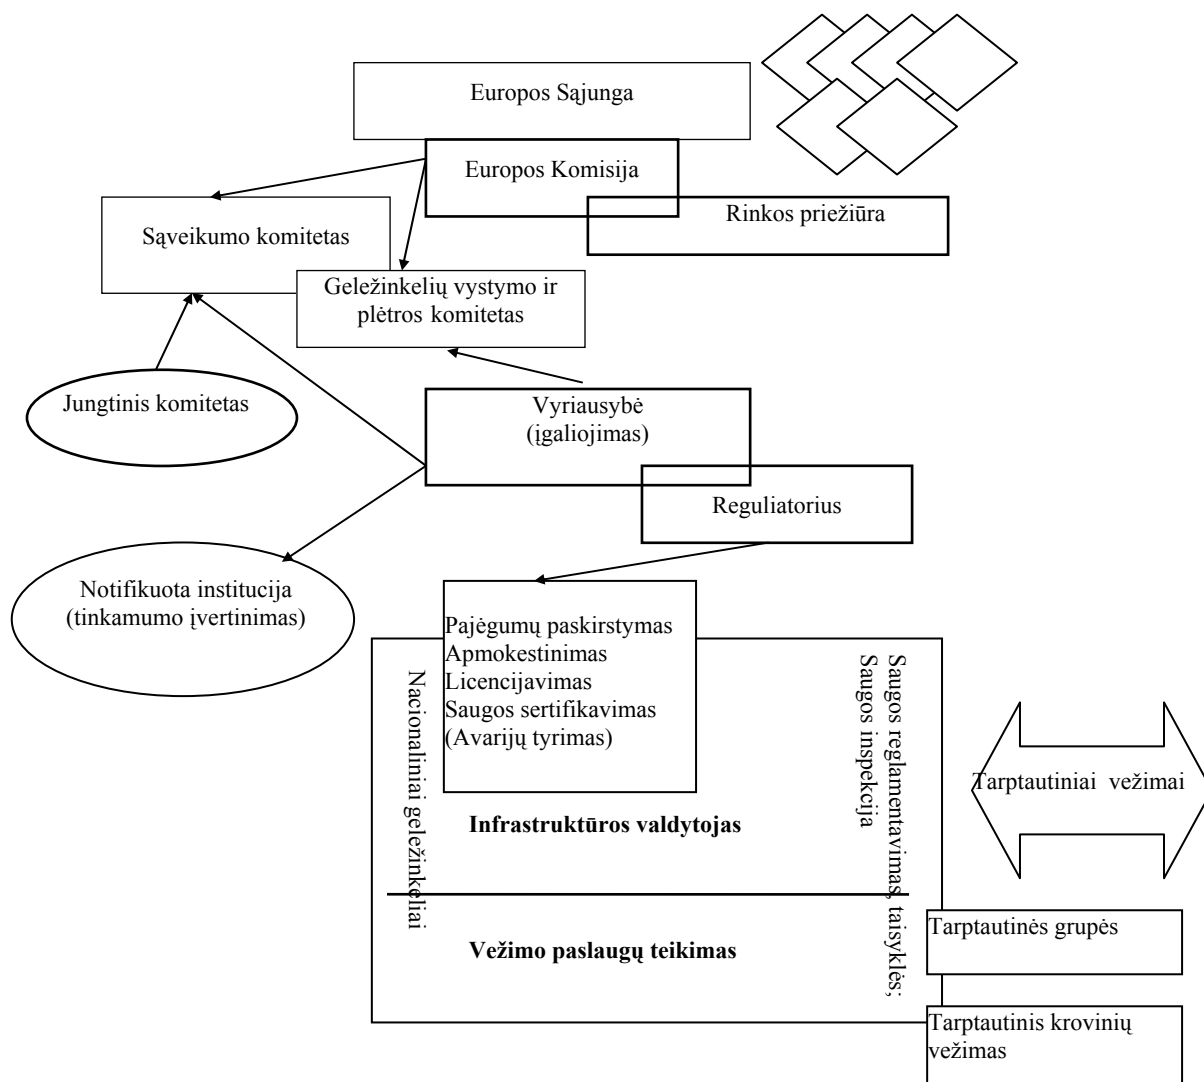 Europos Sąjunga
Europos Komisija
Rinkos priežiūra
Sąveikumo komitetas
Geležinkelių vystymo ir
plėtros komitetas
Jungtinis komitetas
Vyriausybė
(įgaliojimas)
Reguliatorius
Notifikuota institucija
(tinkamumo įvertinimas)
Pajėgumų paskirstymas
Apmokestinimas
Licencijavimas
Saugos sertifikavimas
(Avarijų tyrimas)
Nacionaliniai geležinkeliai
Saugos reglamentavimas, taisyklės;
Saugos inspekcija
Infrastruktūros valdytojas
Vežimo paslaugų teikimas
Tarptautiniai vežimai
Tarptautinės grupės
Tarptautinis krovinių
vežimas